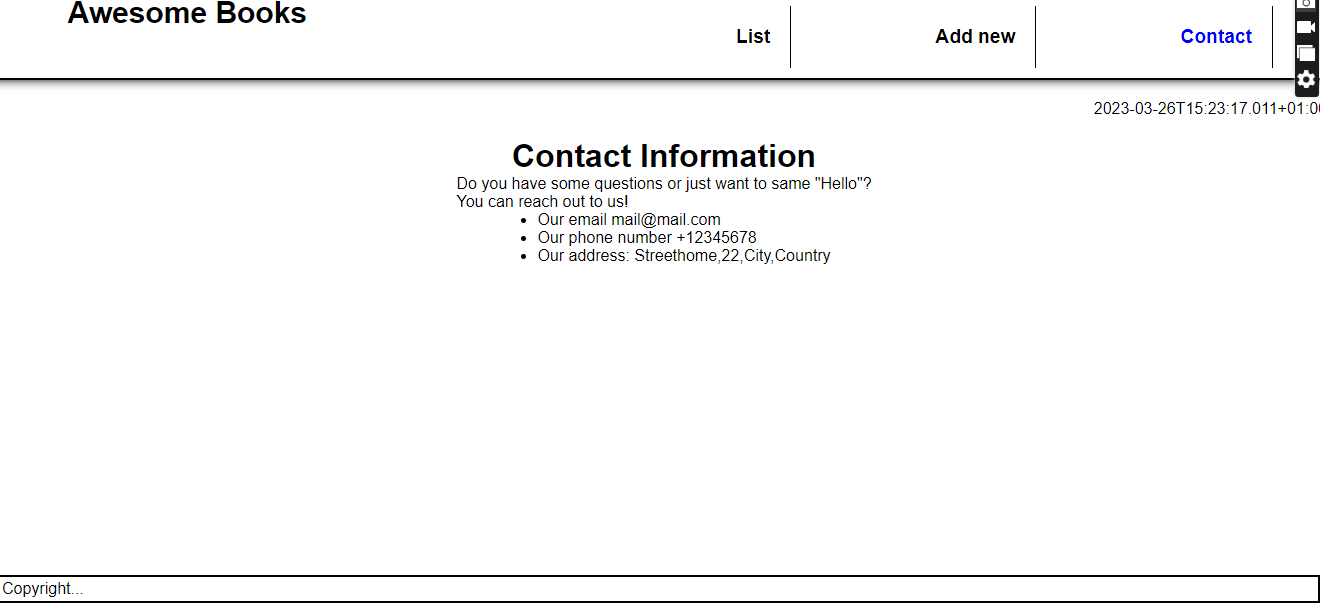 Awesome Books
List
Add new
Contact
2023-03-26T15:23:17.011+01:0
Contact Information
Do you have some questions or just want to same "Hello"?
You can reach out to us!
Our email mail@mail.com
Our phone number +12345678
Our address: Streethome,22,City,Country
Copyright...